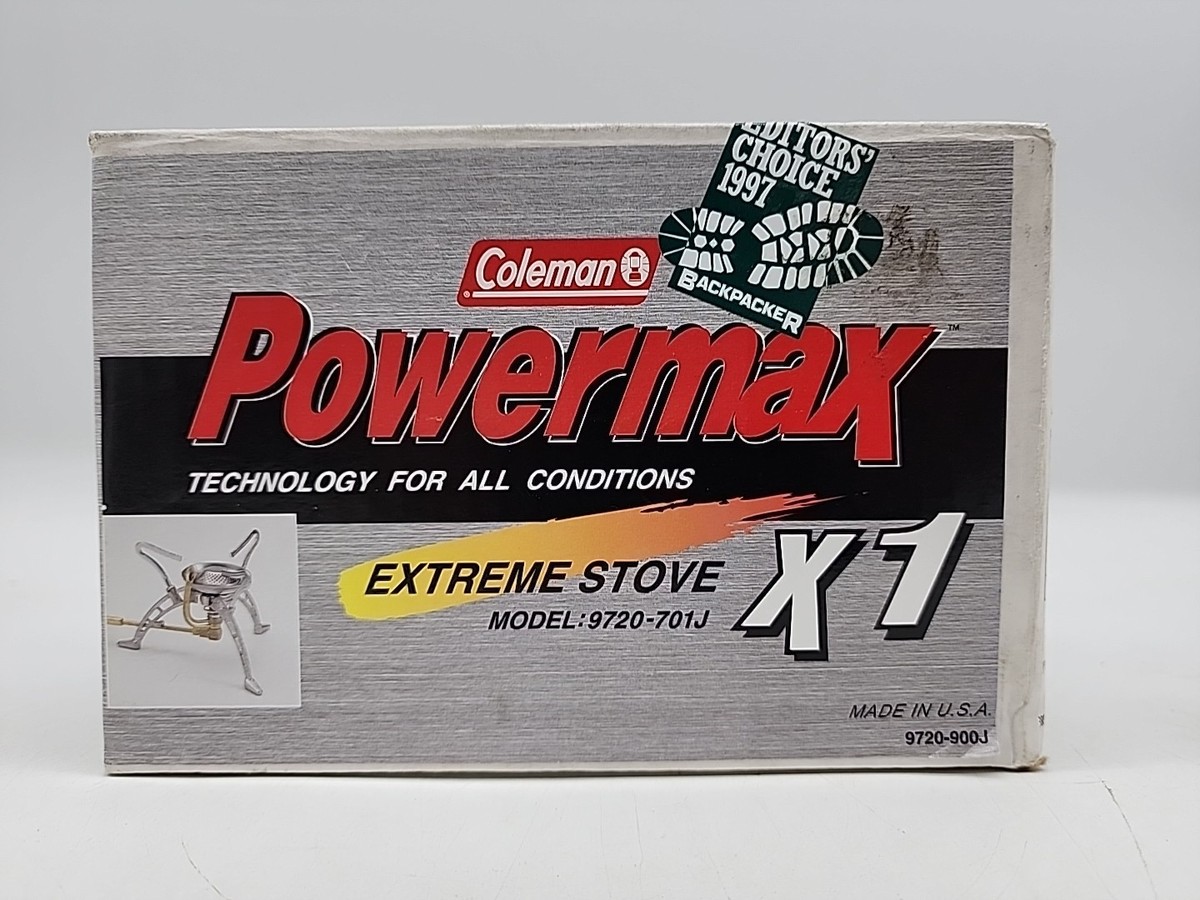 EDITORS'
CHOICE
1997
BACKPACKER
Coleman
®
Powermax™
TECHNOLOGY FOR ALL CONDITIONS
EXTREME STOVE X1
MODEL:9720-701J
MADE IN U.S.A.
9720-900J